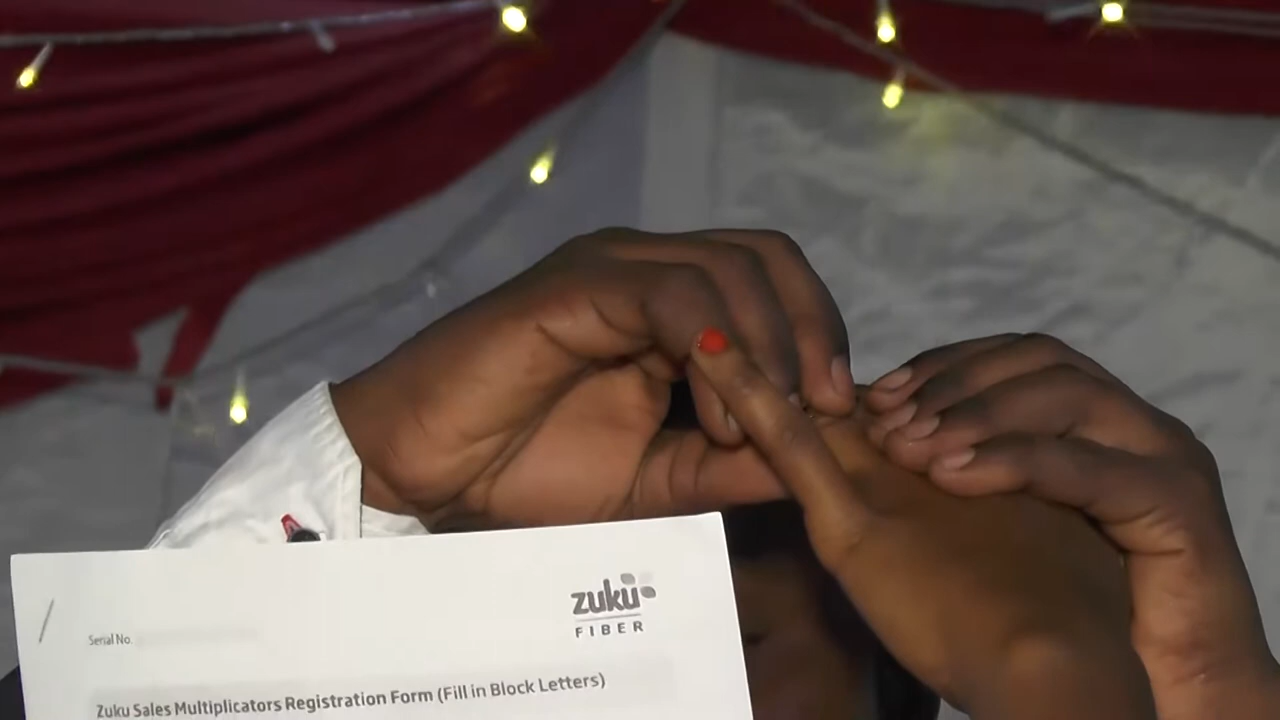 zuku
FIBER
Serial No.
Zuku Sales Multiplicators Registration Form (Fill in Block Letters)